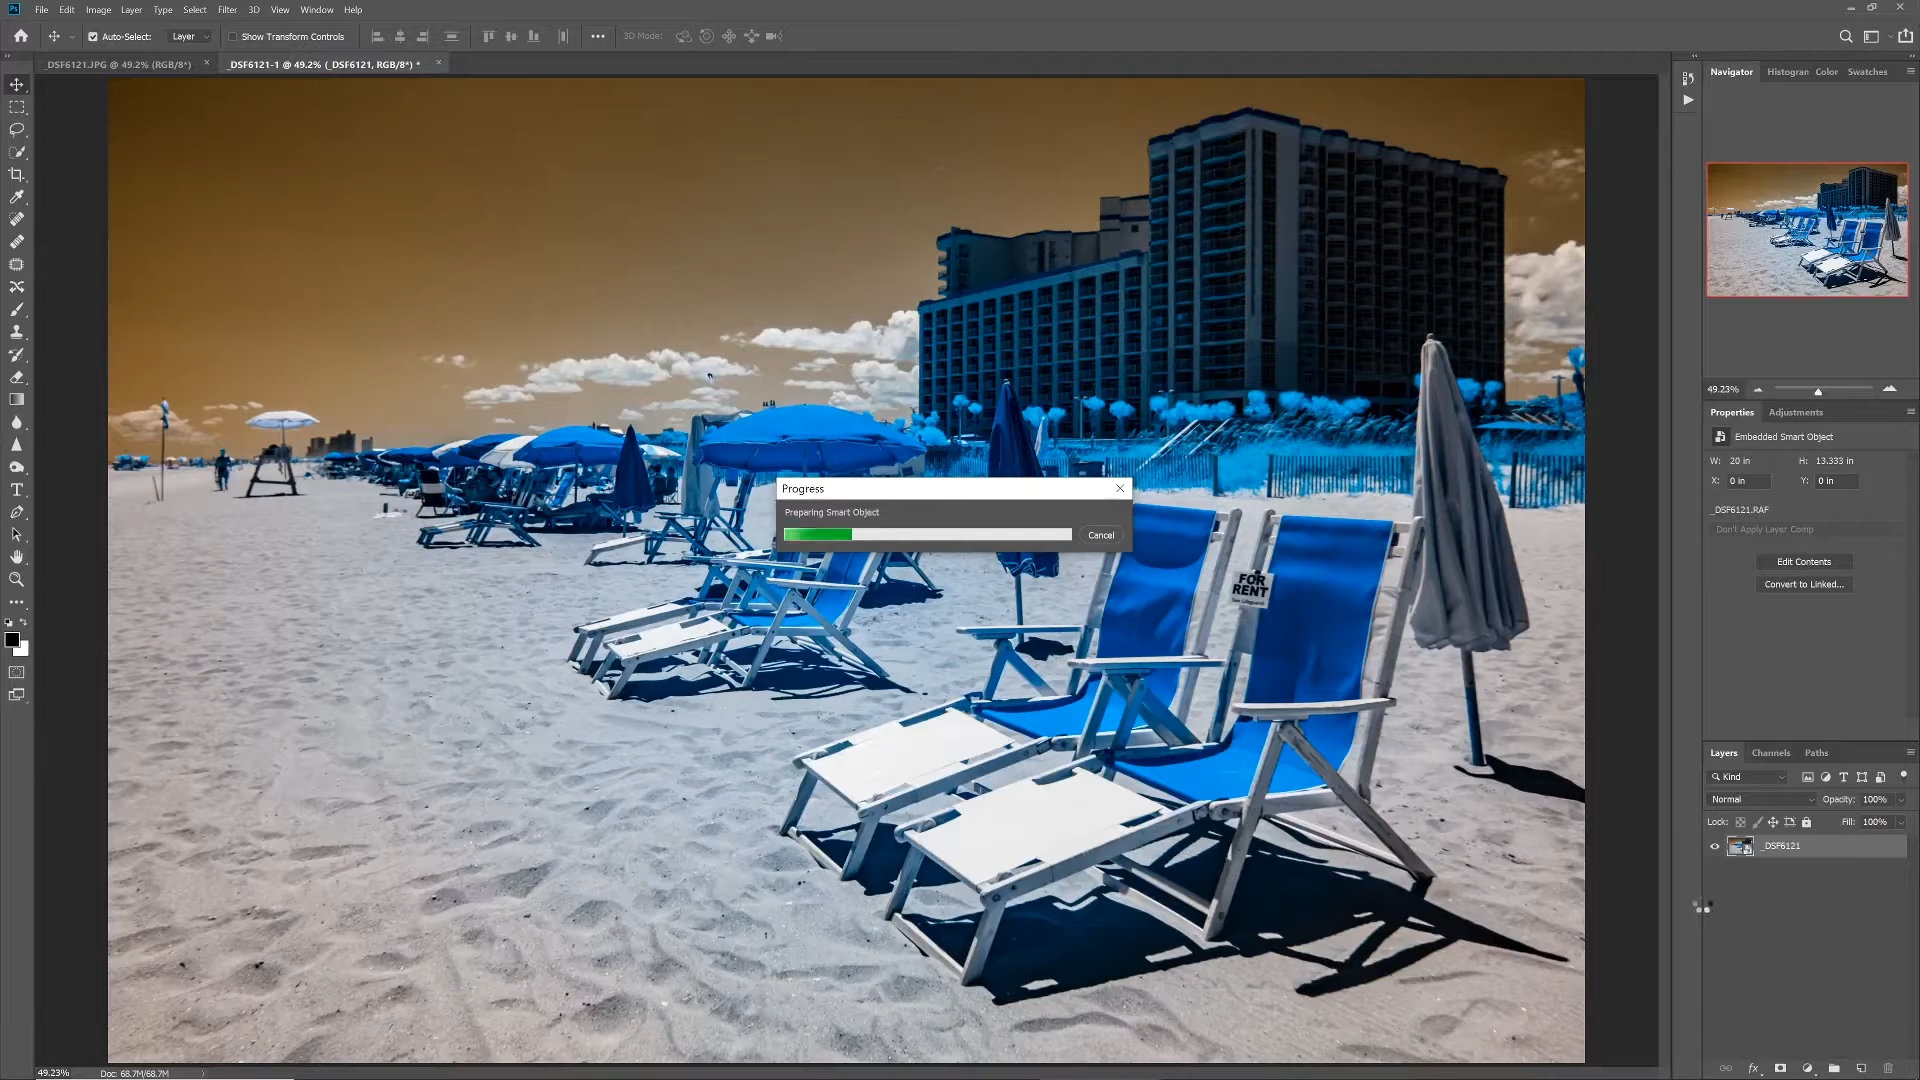 Ps File Edit Image Layer Type Select Filter 3D View Window Help
Auto-Select: Layer Show Transform Controls 3D Mode:
_DSF6121.JPG @ 49.2% (RGB/8*) × _DSF6121-1 @ 49.2% (_DSF6121, RGB/8*) * ×
Navigator Histogran Color Swatches
49.23%
Properties Adjustments
Embedded Smart Object
W: 20 in H: 13.333 in
X: 0 in Y: 0 in
_DSF6121.RAF
Don't Apply Layer Comp
Edit Contents
Convert to Linked...
Progress
Preparing Smart Object
Cancel
FOR
RENT
Layers Channels Paths
Kind
Normal Opacity: 100%
Lock: Fill: 100%
_DSF6121
fx
49.23% Doc: 68.7M/68.7M